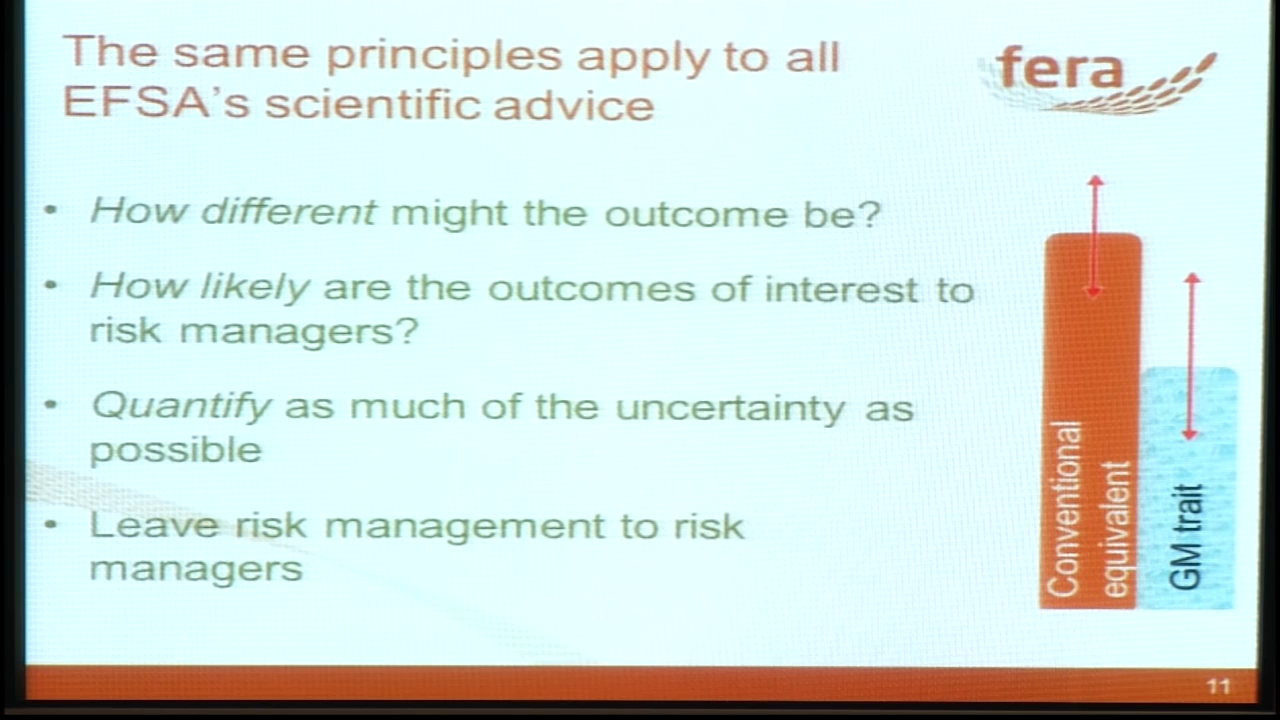 The same principles apply to all
EFSA's scientific advice
fera
• How different might the outcome be?
• How likely are the outcomes of interest to
risk managers?
• Quantify as much of the uncertainty as
possible
• Leave risk management to risk
managers
Conventional
equivalent
GM trait
11